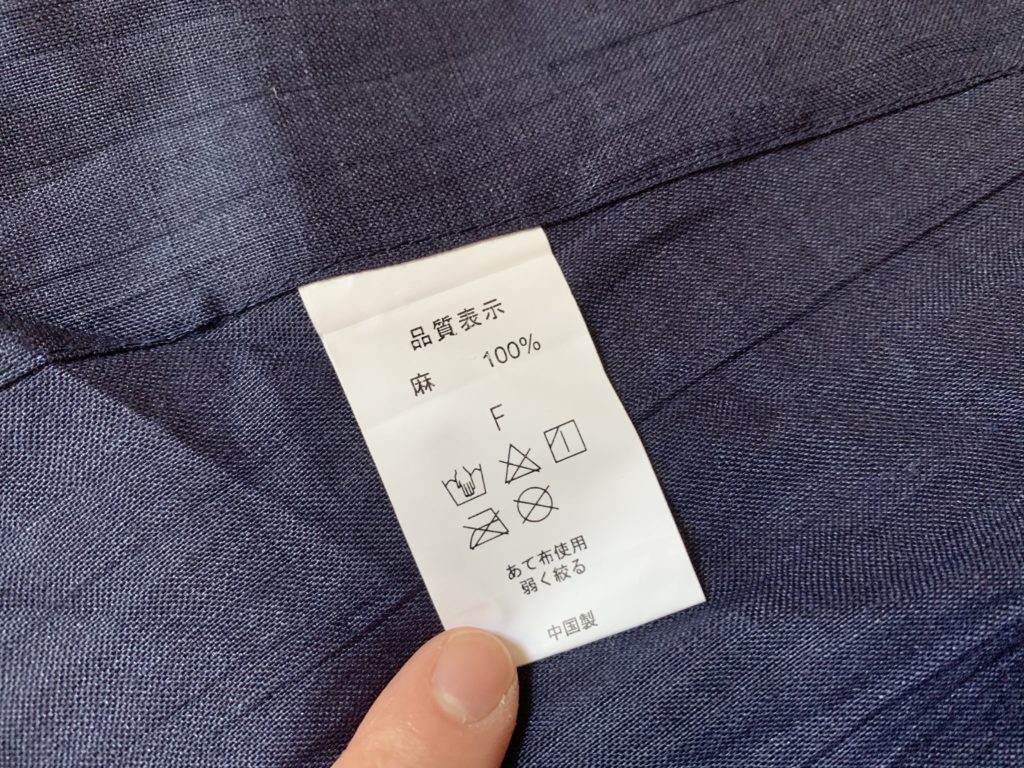 品質表示
麻 100%
F
あて布使用
弱く絞る
中国製